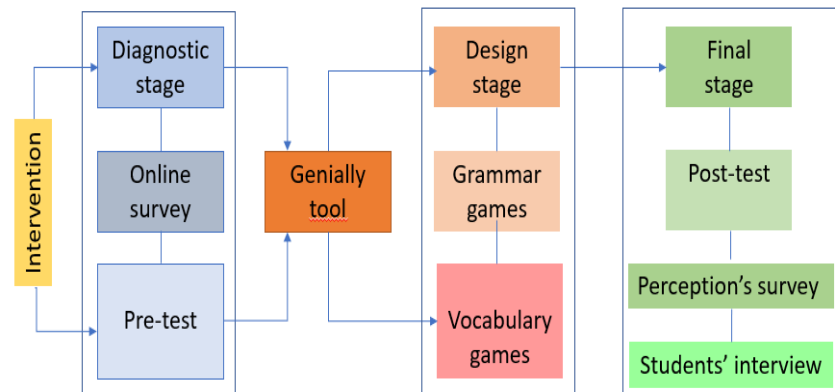 Intervention
Diagnostic
stage
Online
survey
Pre-test
Genially
tool
Design
stage
Grammar
games
Vocabulary
games
Final
stage
Post-test
Perception's survey
Students' interview